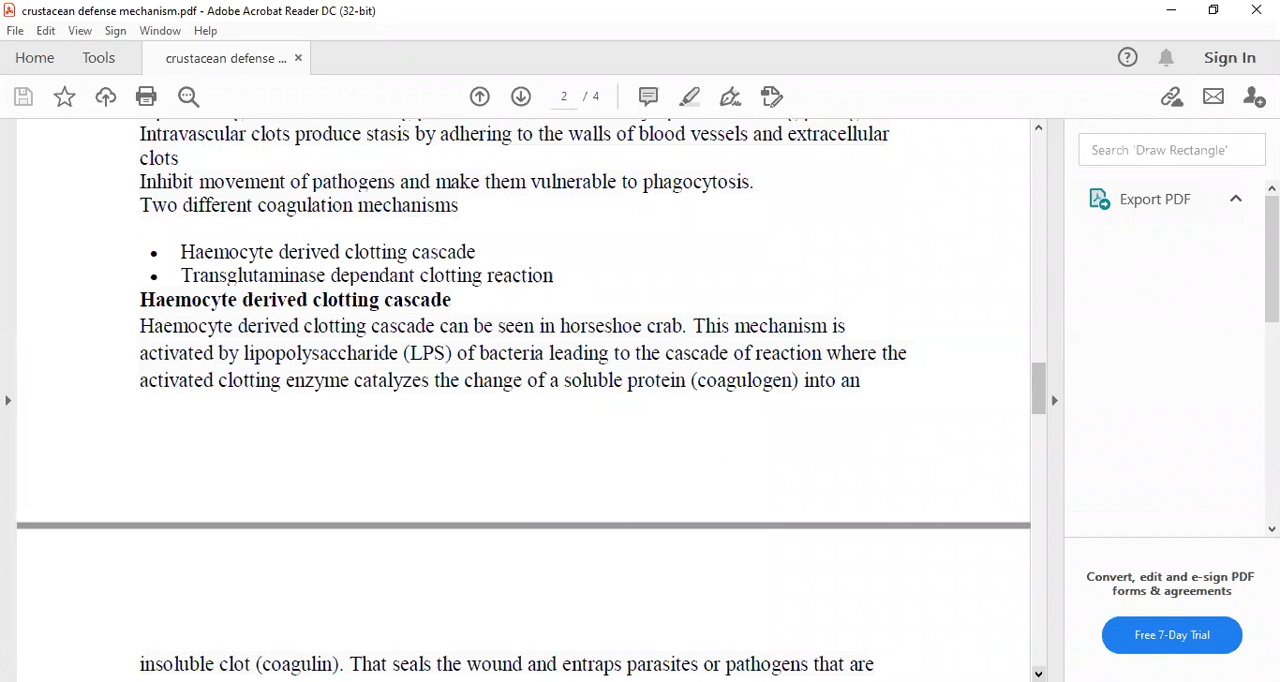 crustacean defense mechanism.pdf - Adobe Acrobat Reader DC (32-bit)
File Edit View Sign Window Help
Home Tools crustacean defense ... × Sign In
2 / 4
Intravascular clots produce stasis by adhering to the walls of blood vessels and extracellular
clots
Inhibit movement of pathogens and make them vulnerable to phagocytosis.
Two different coagulation mechanisms
• Haemocyte derived clotting cascade
• Transglutaminase dependant clotting reaction
Haemocyte derived clotting cascade
Haemocyte derived clotting cascade can be seen in horseshoe crab. This mechanism is
activated by lipopolysaccharide (LPS) of bacteria leading to the cascade of reaction where the
activated clotting enzyme catalyzes the change of a soluble protein (coagulogen) into an
insoluble clot (coagulin). That seals the wound and entraps parasites or pathogens that are
Search 'Draw Rectangle'
Export PDF
Convert, edit and e-sign PDF
forms & agreements
Free 7-Day Trial